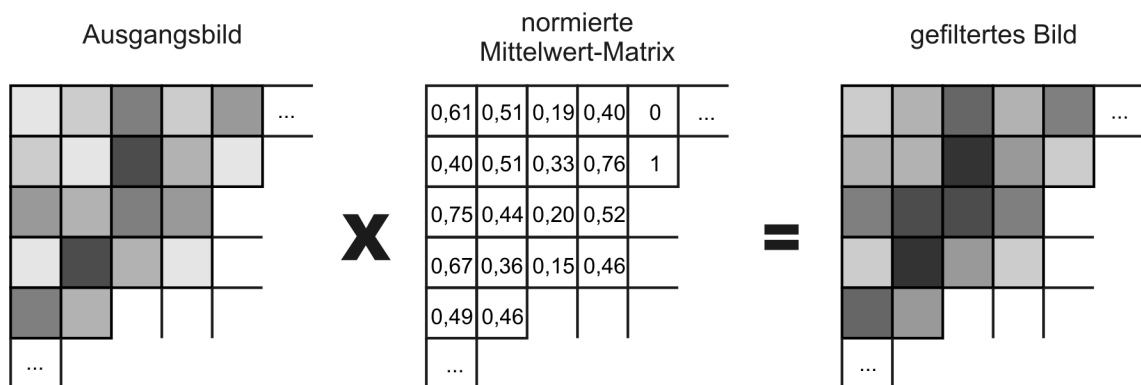 Ausgangsbild
normierte
Mittelwert-Matrix
gefiltertes Bild
...
0,61 0,51 0,19 0,40 0 ...
...
0,40 0,51 0,33 0,76 1
0,75 0,44 0,20 0,52
X
=
0,67 0,36 0,15 0,46
0,49 0,46
...
...
...